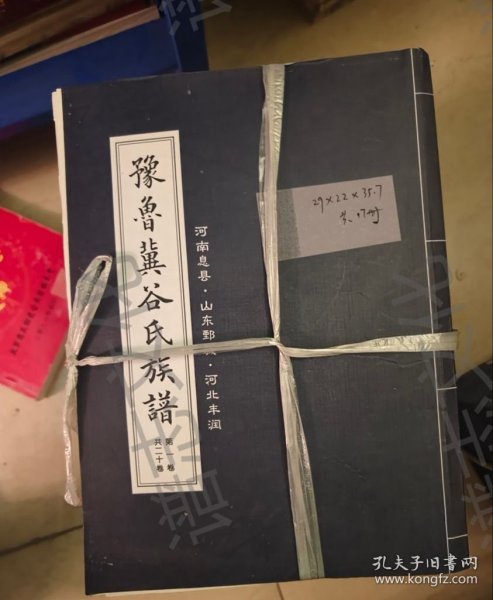 豫魯冀谷氏族譜
第一卷
共二十卷
河南息县·山东鄄城·河北丰润
29×22×35.7
共17册
孔夫子旧书网
www.kongfz.com